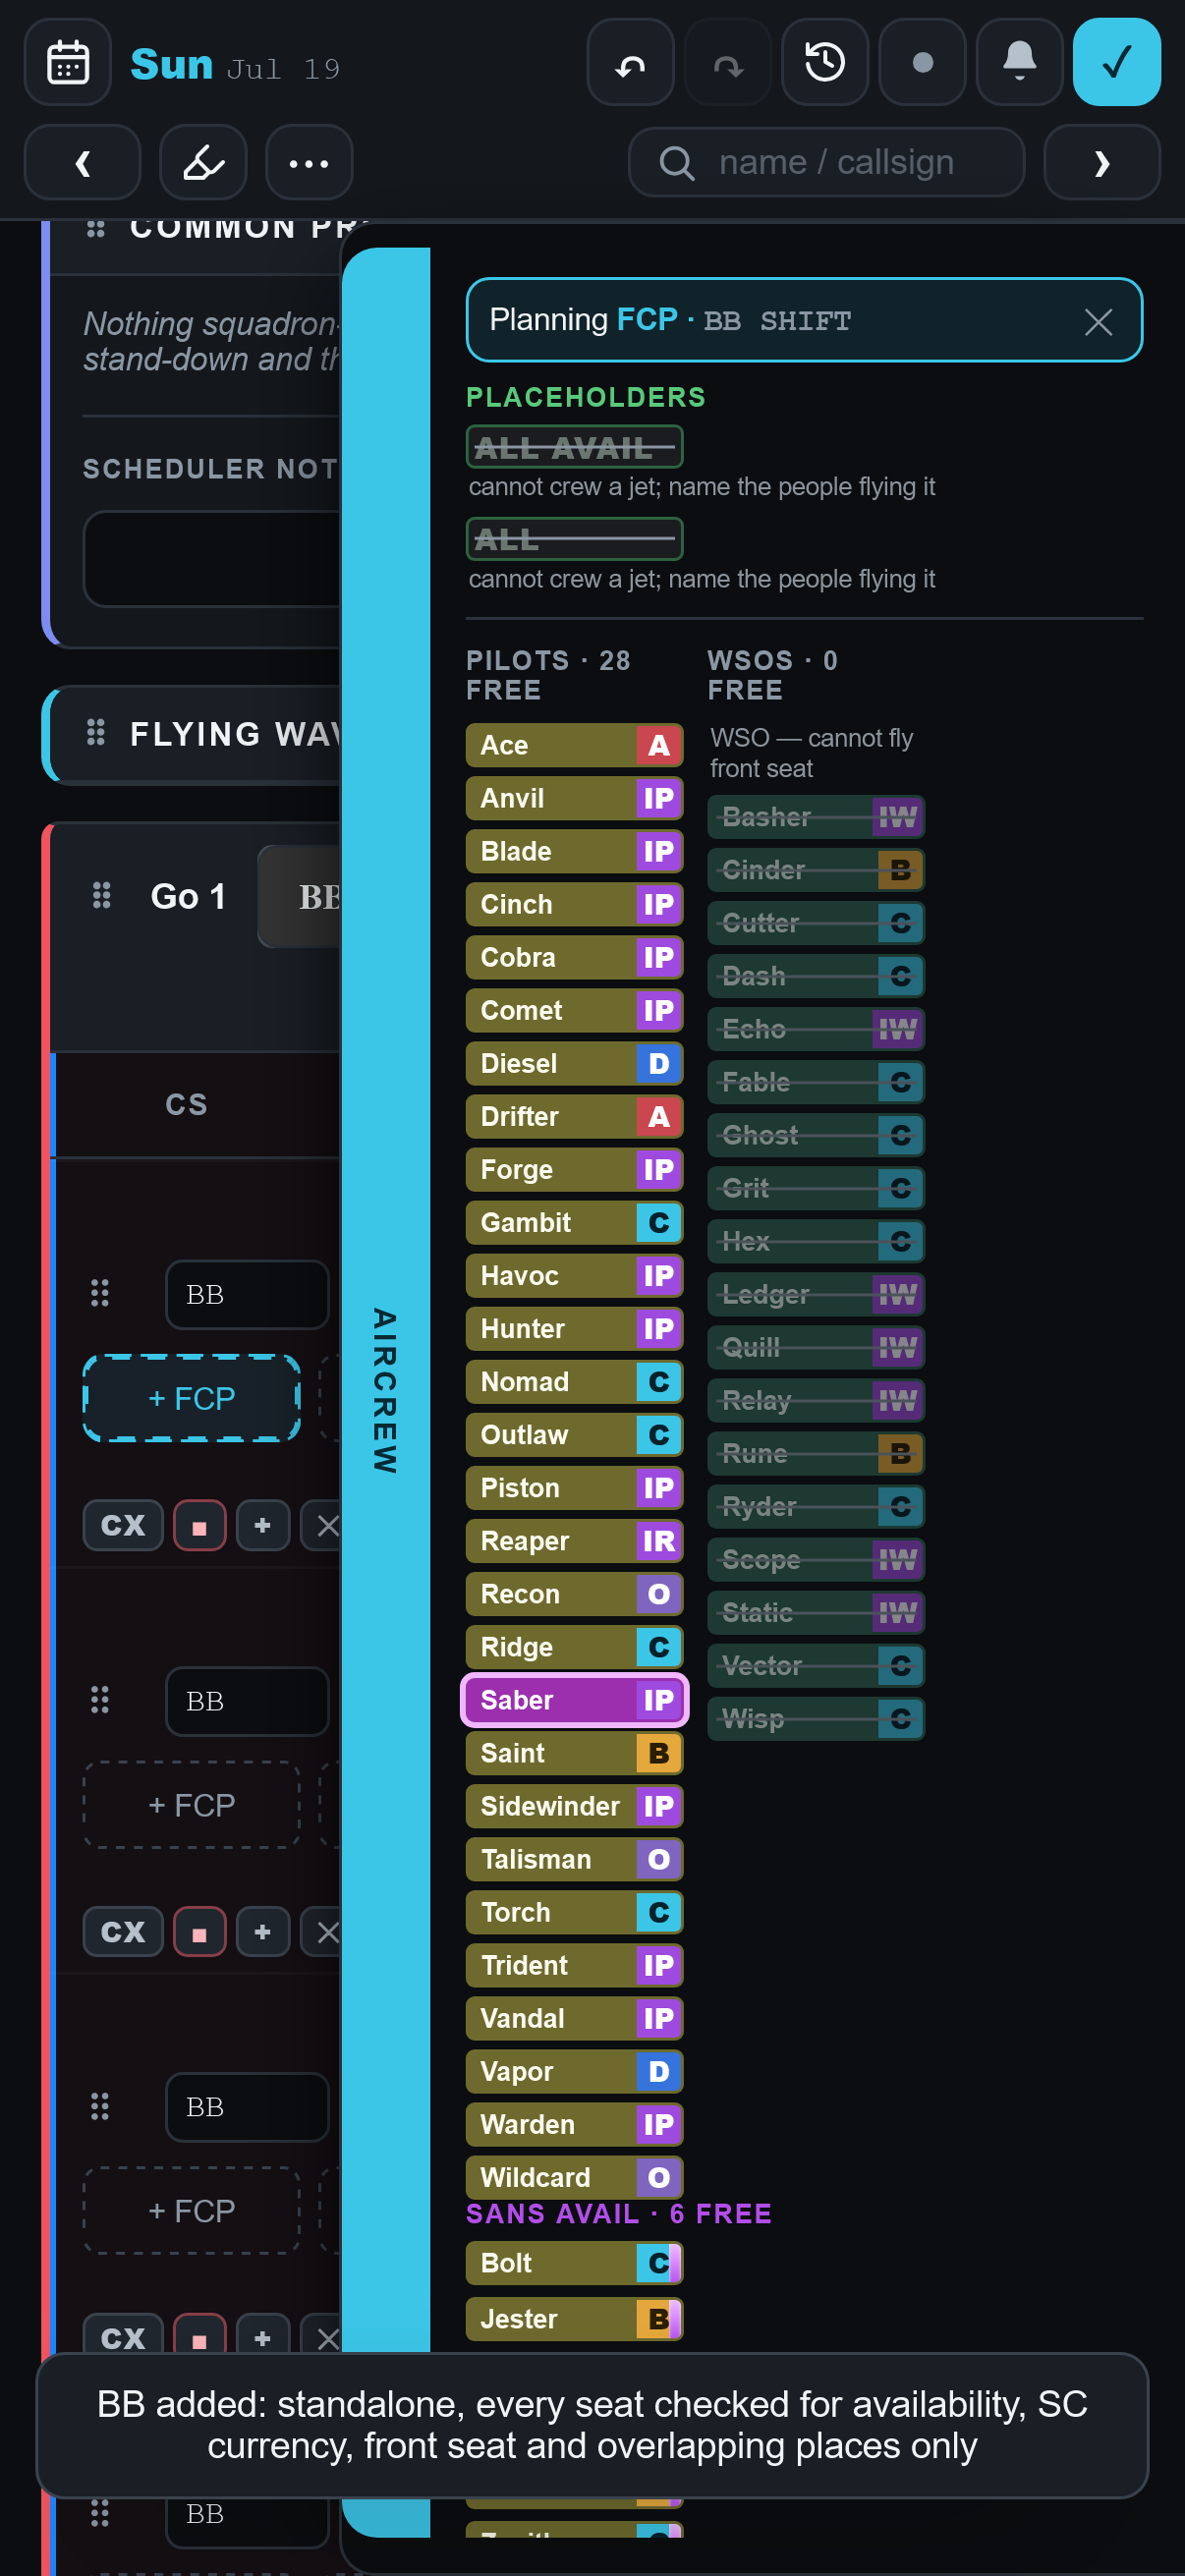 Sun Jul 19
name / callsign
COMMON PR
Nothing squadron-
stand-down and th
SCHEDULER NOT
FLYING WAV
Go 1 BB
CS
BB
+ FCP
CX + ×
BB
+ FCP
CX + ×
BB
+ FCP
CX + ×
BB
AIRCREW
Planning FCP · BB SHIFT
PLACEHOLDERS
ALL AVAIL
cannot crew a jet; name the people flying it
ALL
cannot crew a jet; name the people flying it
PILOTS · 28
FREE
Ace A
Anvil IP
Blade IP
Cinch IP
Cobra IP
Comet IP
Diesel D
Drifter A
Forge IP
Gambit C
Havoc IP
Hunter IP
Nomad C
Outlaw C
Piston IP
Reaper IR
Recon O
Ridge C
Saber IP
Saint B
Sidewinder IP
Talisman O
Torch C
Trident IP
Vandal IP
Vapor D
Warden IP
Wildcard O
WSOS · 0
FREE
WSO — cannot fly
front seat
Basher IW
Cinder B
Cutter C
Dash C
Echo IW
Fable C
Ghost C
Grit C
Hex C
Ledger IW
Quill IW
Relay IW
Rune B
Ryder C
Scope IW
Static IW
Vector C
Wisp C
SANS AVAIL · 6 FREE
Bolt C
Jester B
BB added: standalone, every seat checked for availability, SC
currency, front seat and overlapping places only